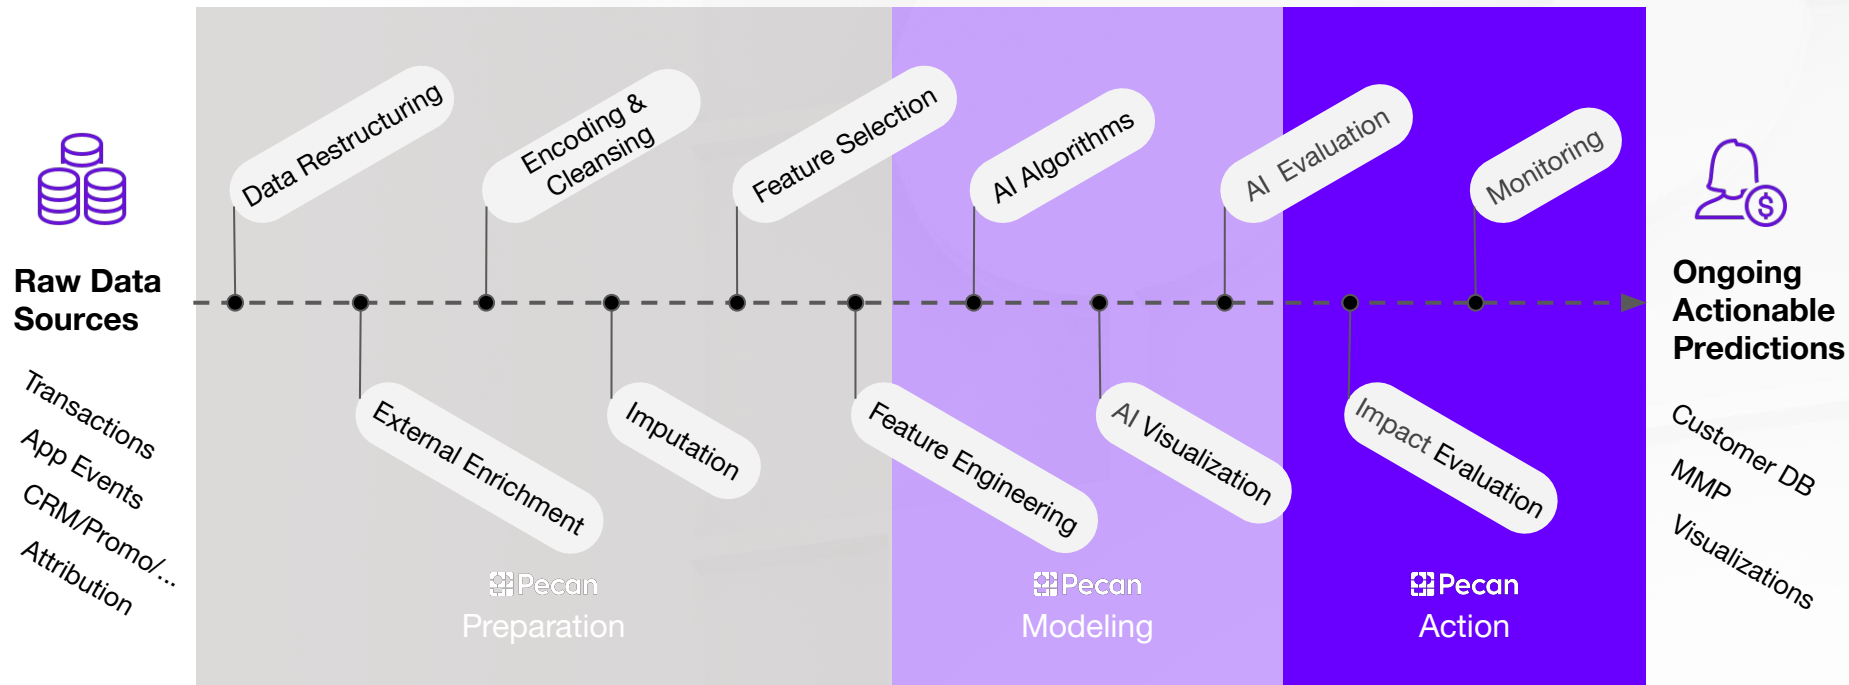 Raw Data
Sources
Transactions
App Events
CRM/Promo/...
Attribution
Data Restructuring
External Enrichment
Encoding &
Cleansing
Imputation
Feature Selection
Feature Engineering
Pecan
Preparation
AI Algorithms
AI Visualization
AI Evaluation
Pecan
Modeling
Impact Evaluation
Monitoring
Pecan
Action
$
Ongoing
Actionable
Predictions
Customer DB
MMP
Visualizations